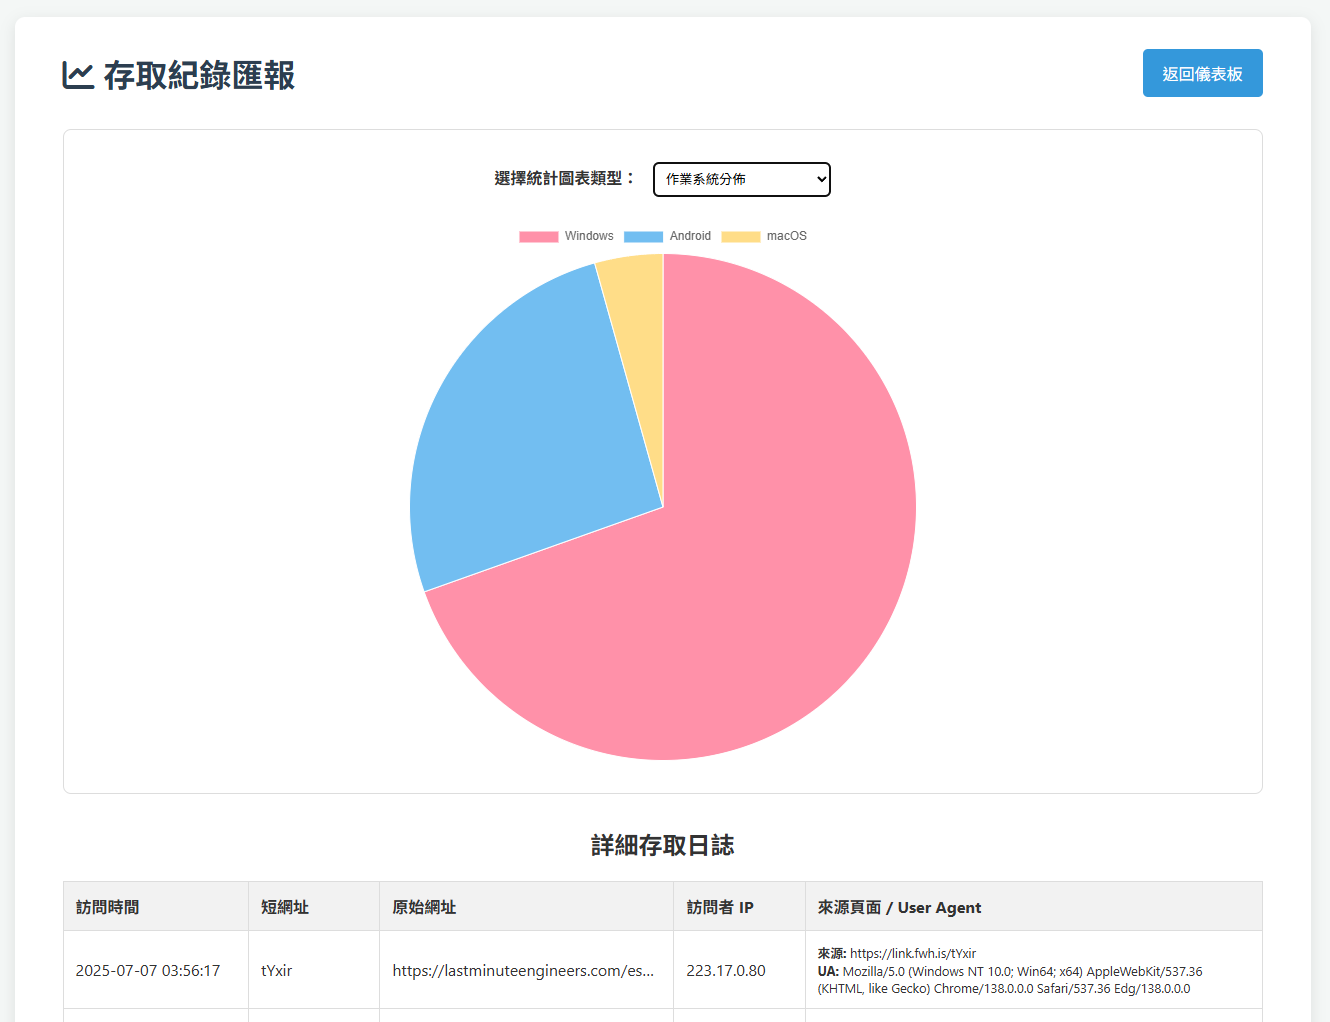 存取紀錄匯報
返回儀表板
選擇統計圖表類型：
作業系統分佈
Windows Android macOS
詳細存取日誌
訪問時間 短網址 原始網址 訪問者 IP 來源頁面 / User Agent
2025-07-07 03:56:17 tYxir https://lastminuteengineers.com/es... 223.17.0.80
來源: https://link.fwh.is/tYxir
UA: Mozilla/5.0 (Windows NT 10.0; Win64; x64) AppleWebKit/537.36
(KHTML, like Gecko) Chrome/138.0.0.0 Safari/537.36 Edg/138.0.0.0